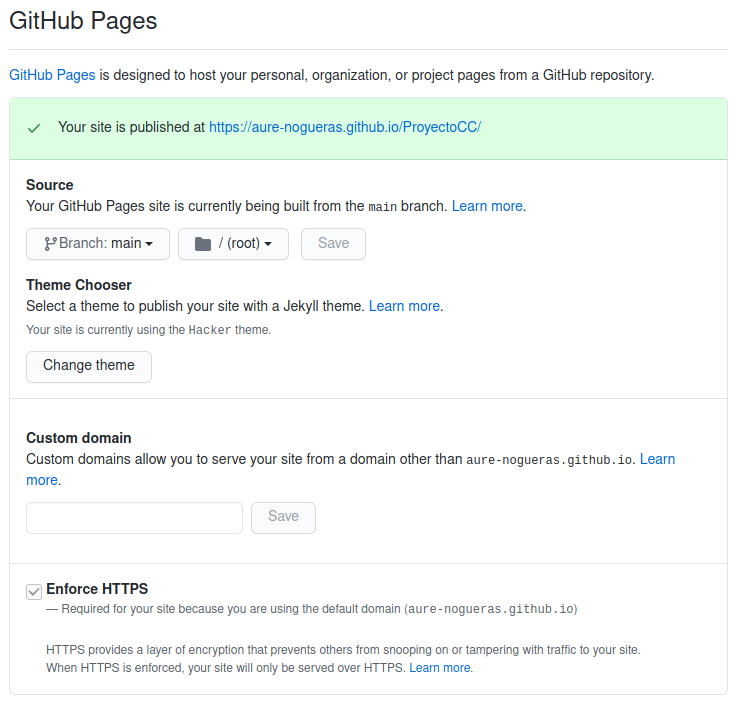 GitHub Pages
GitHub Pages is designed to host your personal, organization, or project pages from a GitHub repository.
Your site is published at https://aure-nogueras.github.io/ProyectoCC/
Source
Your GitHub Pages site is currently being built from the main branch. Learn more.
Branch: main / (root) Save
Theme Chooser
Select a theme to publish your site with a Jekyll theme. Learn more.
Your site is currently using the Hacker theme.
Change theme
Custom domain
Custom domains allow you to serve your site from a domain other than aure-nogueras.github.io. Learn
more.
Save
Enforce HTTPS
— Required for your site because you are using the default domain (aure-nogueras.github.io)
HTTPS provides a layer of encryption that prevents others from snooping on or tampering with traffic to your site.
When HTTPS is enforced, your site will only be served over HTTPS. Learn more.